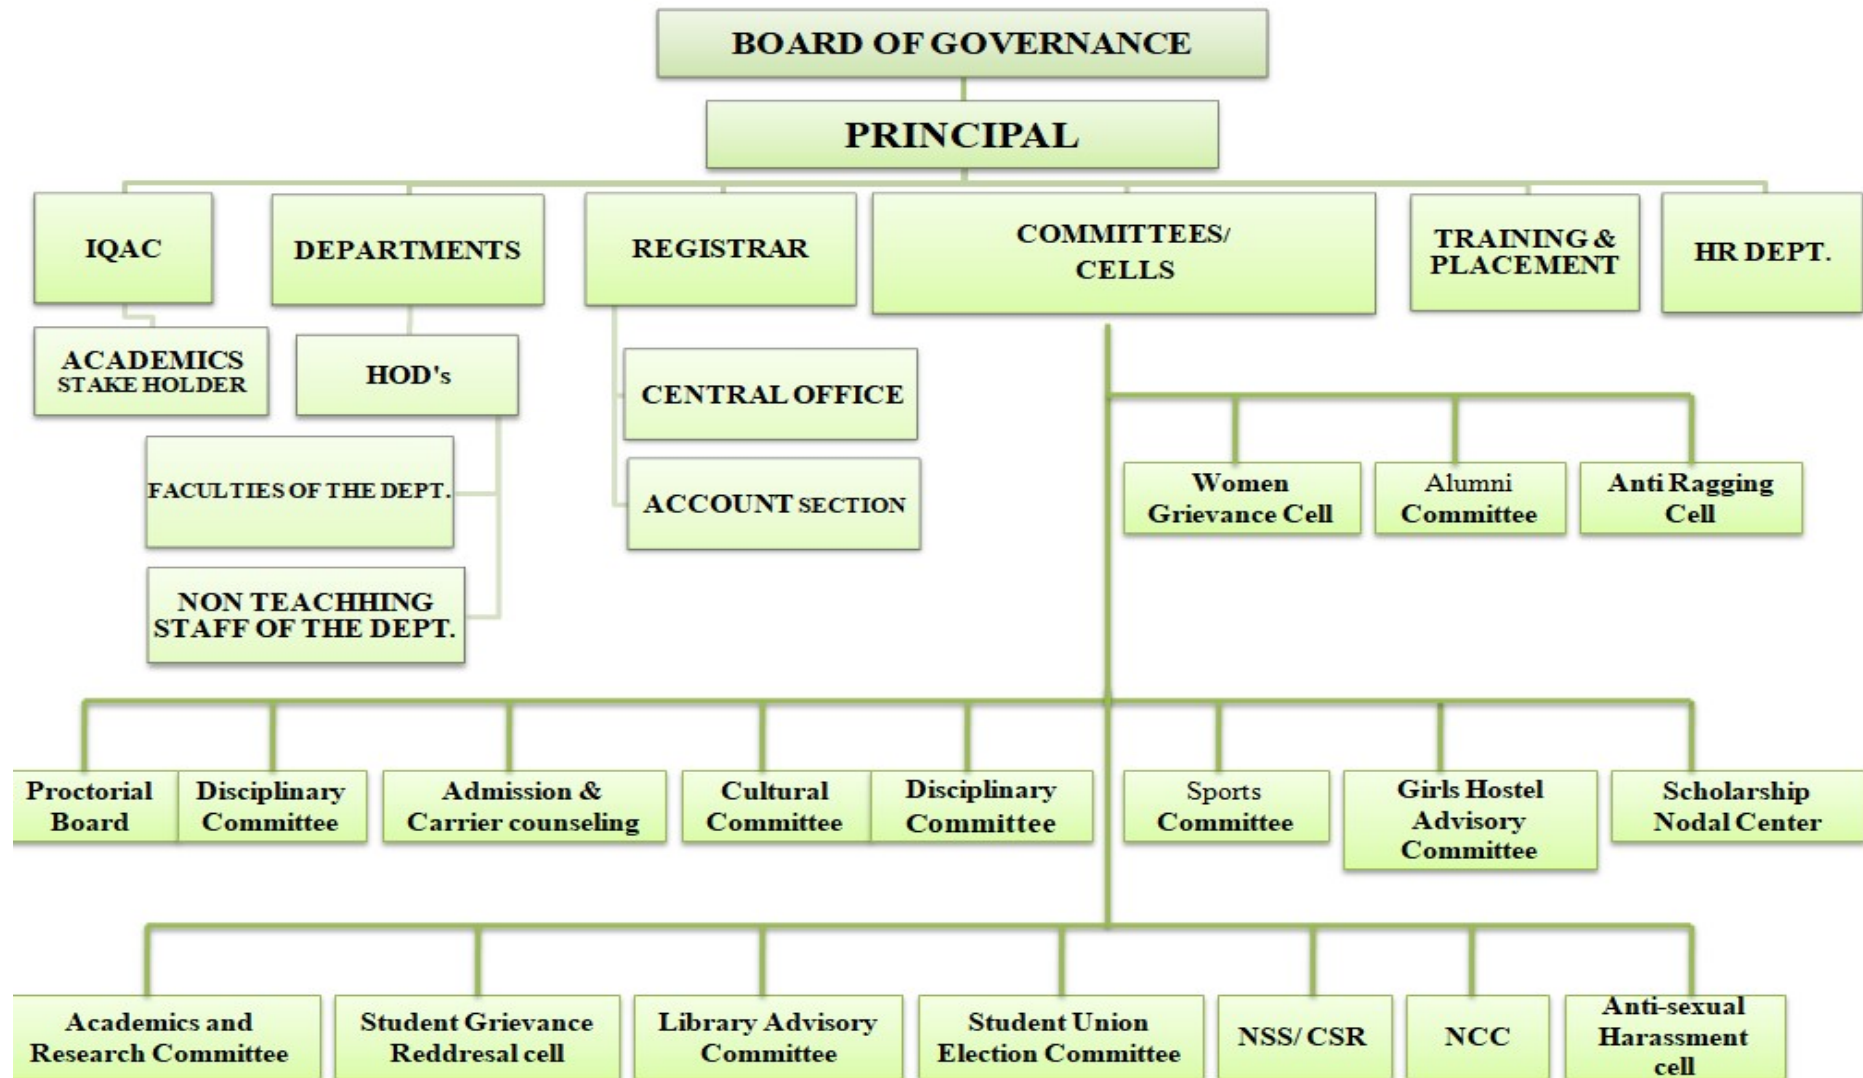 BOARD OF GOVERNANCE
PRINCIPAL
IQAC
DEPARTMENTS
REGISTRAR
COMMITTEES/
CELLS
TRAINING &
PLACEMENT
HR DEPT.
ACADEMICS
STAKE HOLDER
HOD's
CENTRAL OFFICE
FACULTIES OF THE DEPT.
ACCOUNT SECTION
NON TEACHHING
STAFF OF THE DEPT.
Women
Grievance Cell
Alumni
Committee
Anti Ragging
Cell
Proctorial
Board
Disciplinary
Committee
Admission &
Carrier counseling
Cultural
Committee
Disciplinary
Committee
Sports
Committee
Girls Hostel
Advisory
Committee
Scholarship
Nodal Center
Academics and
Research Committee
Student Grievance
Reddresal cell
Library Advisory
Committee
Student Union
Election Committee
NSS/ CSR
NCC
Anti-sexual
Harassment
cell